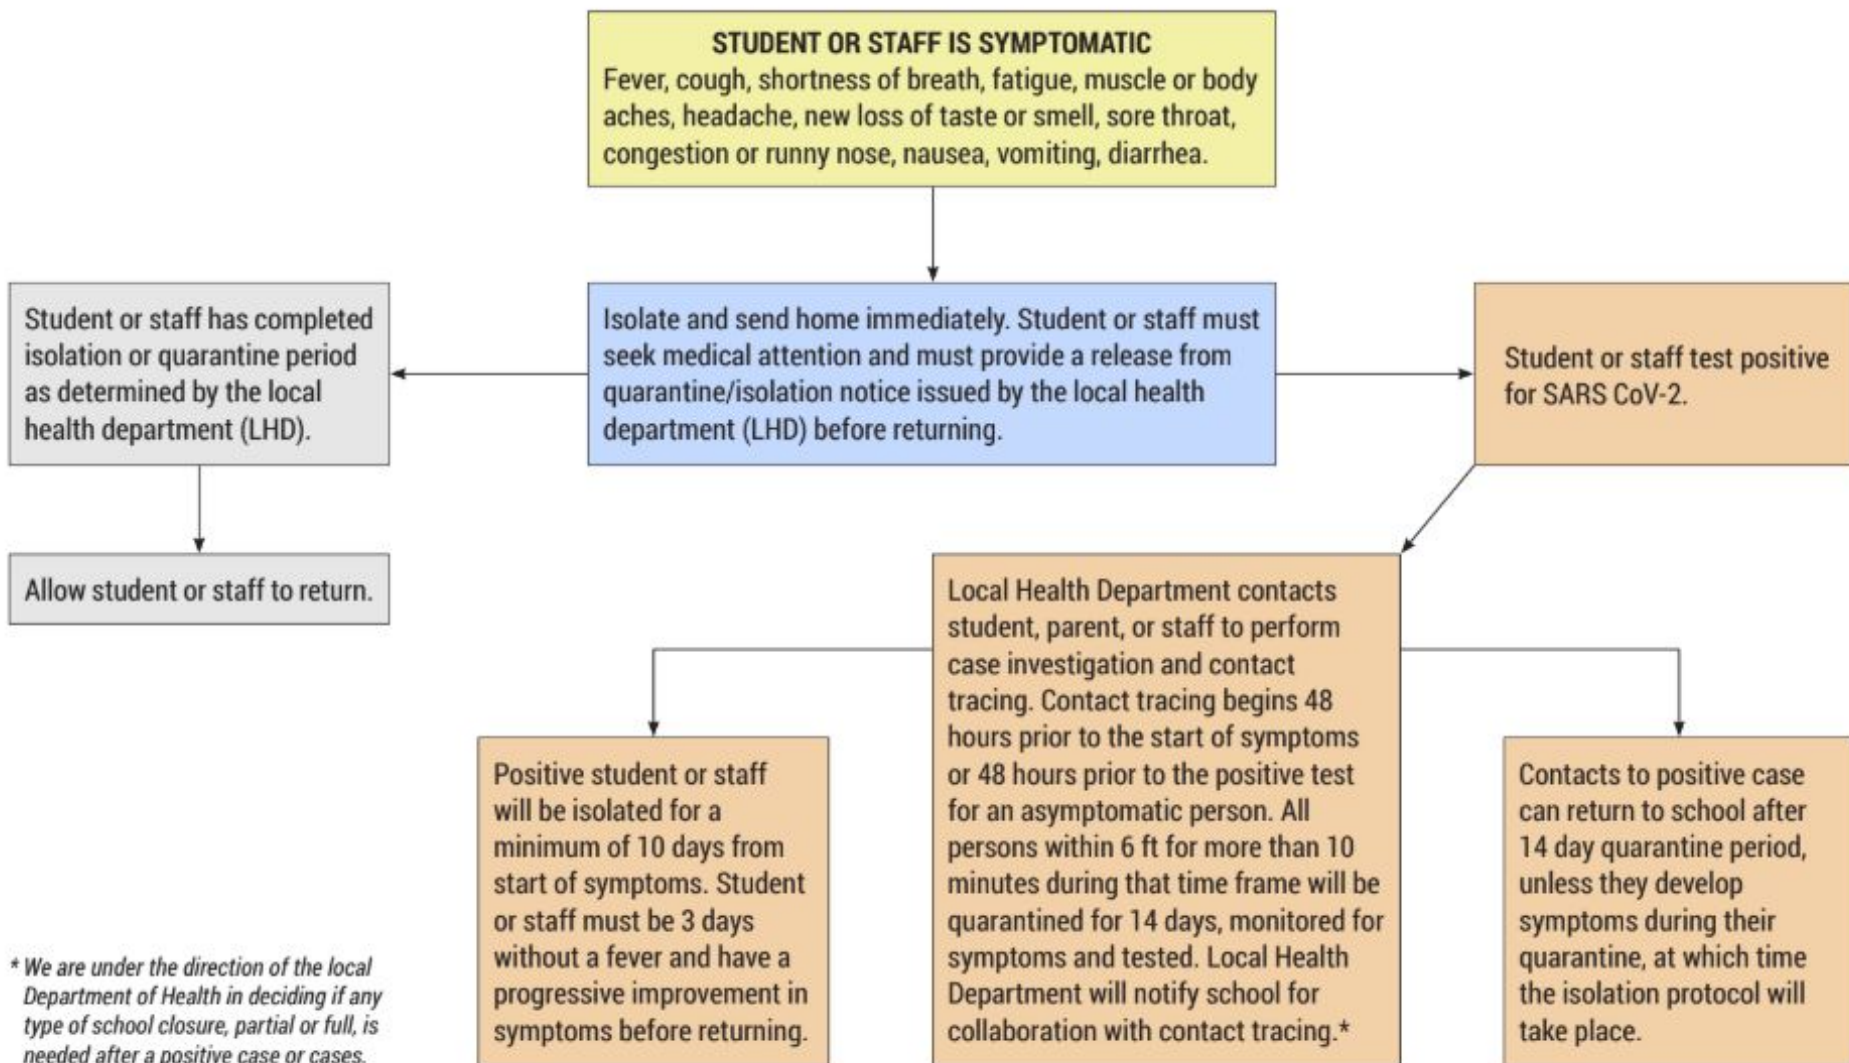 STUDENT OR STAFF IS SYMPTOMATIC
Fever, cough, shortness of breath, fatigue, muscle or body
aches, headache, new loss of taste or smell, sore throat,
congestion or runny nose, nausea, vomiting, diarrhea.
Student or staff has completed
isolation or quarantine period
as determined by the local
health department (LHD).
Isolate and send home immediately. Student or staff must
seek medical attention and must provide a release from
quarantine/isolation notice issued by the local health
department (LHD) before returning.
Student or staff test positive
for SARS CoV-2.
Allow student or staff to return.
Local Health Department contacts
student, parent, or staff to perform
case investigation and contact
tracing. Contact tracing begins 48
hours prior to the start of symptoms
or 48 hours prior to the positive test
for an asymptomatic person. All
persons within 6 ft for more than 10
minutes during that time frame will be
quarantined for 14 days, monitored for
symptoms and tested. Local Health
Department will notify school for
collaboration with contact tracing.*
Positive student or staff
will be isolated for a
minimum of 10 days from
start of symptoms. Student
or staff must be 3 days
without a fever and have a
progressive improvement in
symptoms before returning.
Contacts to positive case
can return to school after
14 day quarantine period,
unless they develop
symptoms during their
quarantine, at which time
the isolation protocol will
take place.
* We are under the direction of the local
Department of Health in deciding if any
type of school closure, partial or full, is
needed after a positive case or cases.